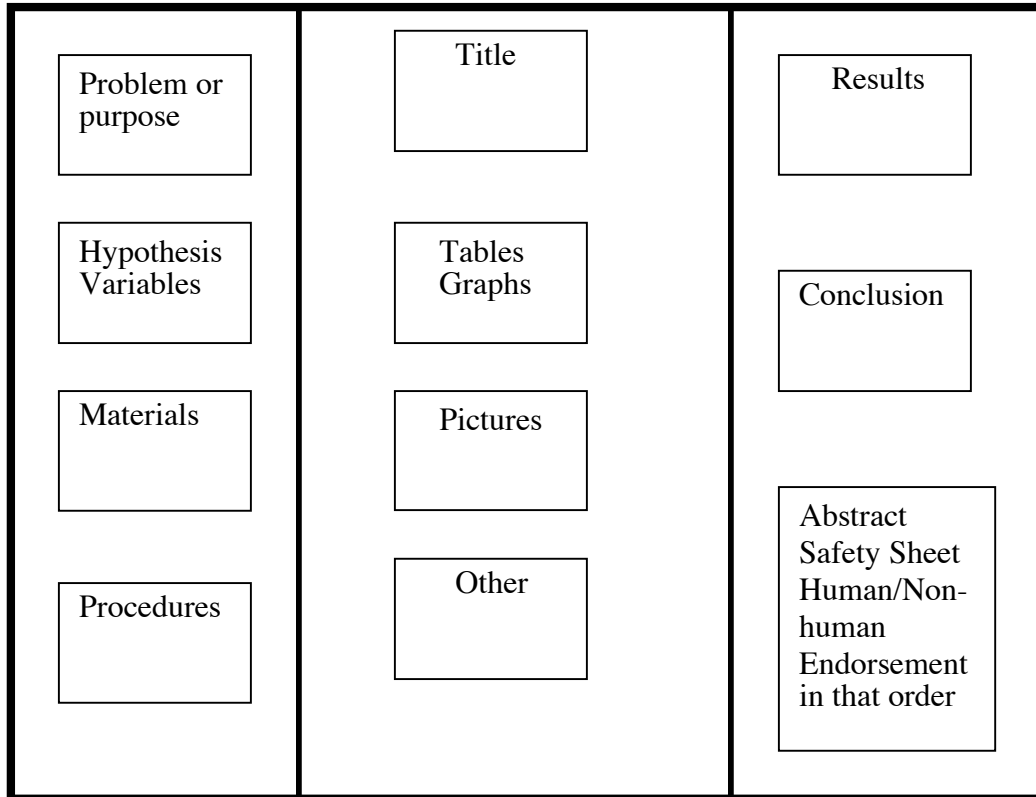 Problem or
purpose
Hypothesis
Variables
Materials
Procedures
Title
Tables
Graphs
Pictures
Other
Results
Conclusion
Abstract
Safety Sheet
Human/Non-
human
Endorsement
in that order